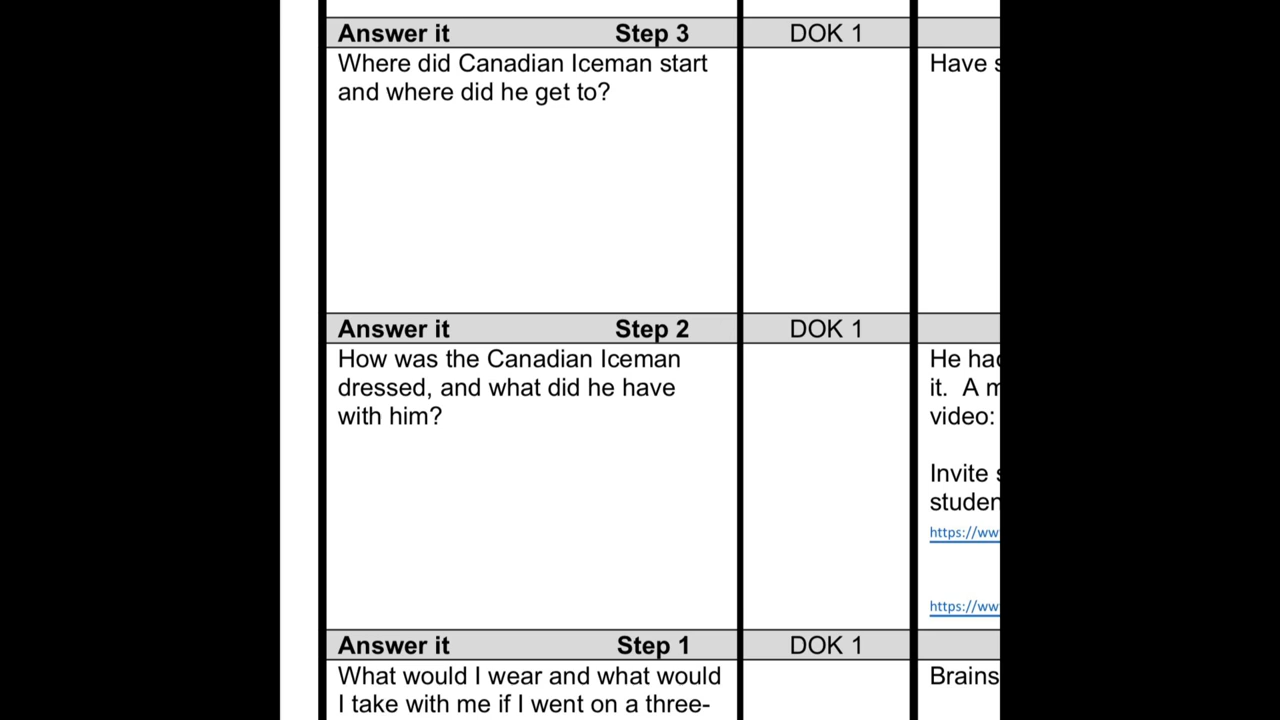 Answer it Step 3 DOK 1
Where did Canadian Iceman start
and where did he get to?
Have
Answer it Step 2 DOK 1
How was the Canadian Iceman
dressed, and what did he have
with him?
He
it. A
video:
Invite
https://ww
https://ww
Answer it Step 1 DOK 1
What would I wear and what would
I take with me if I went on a three-